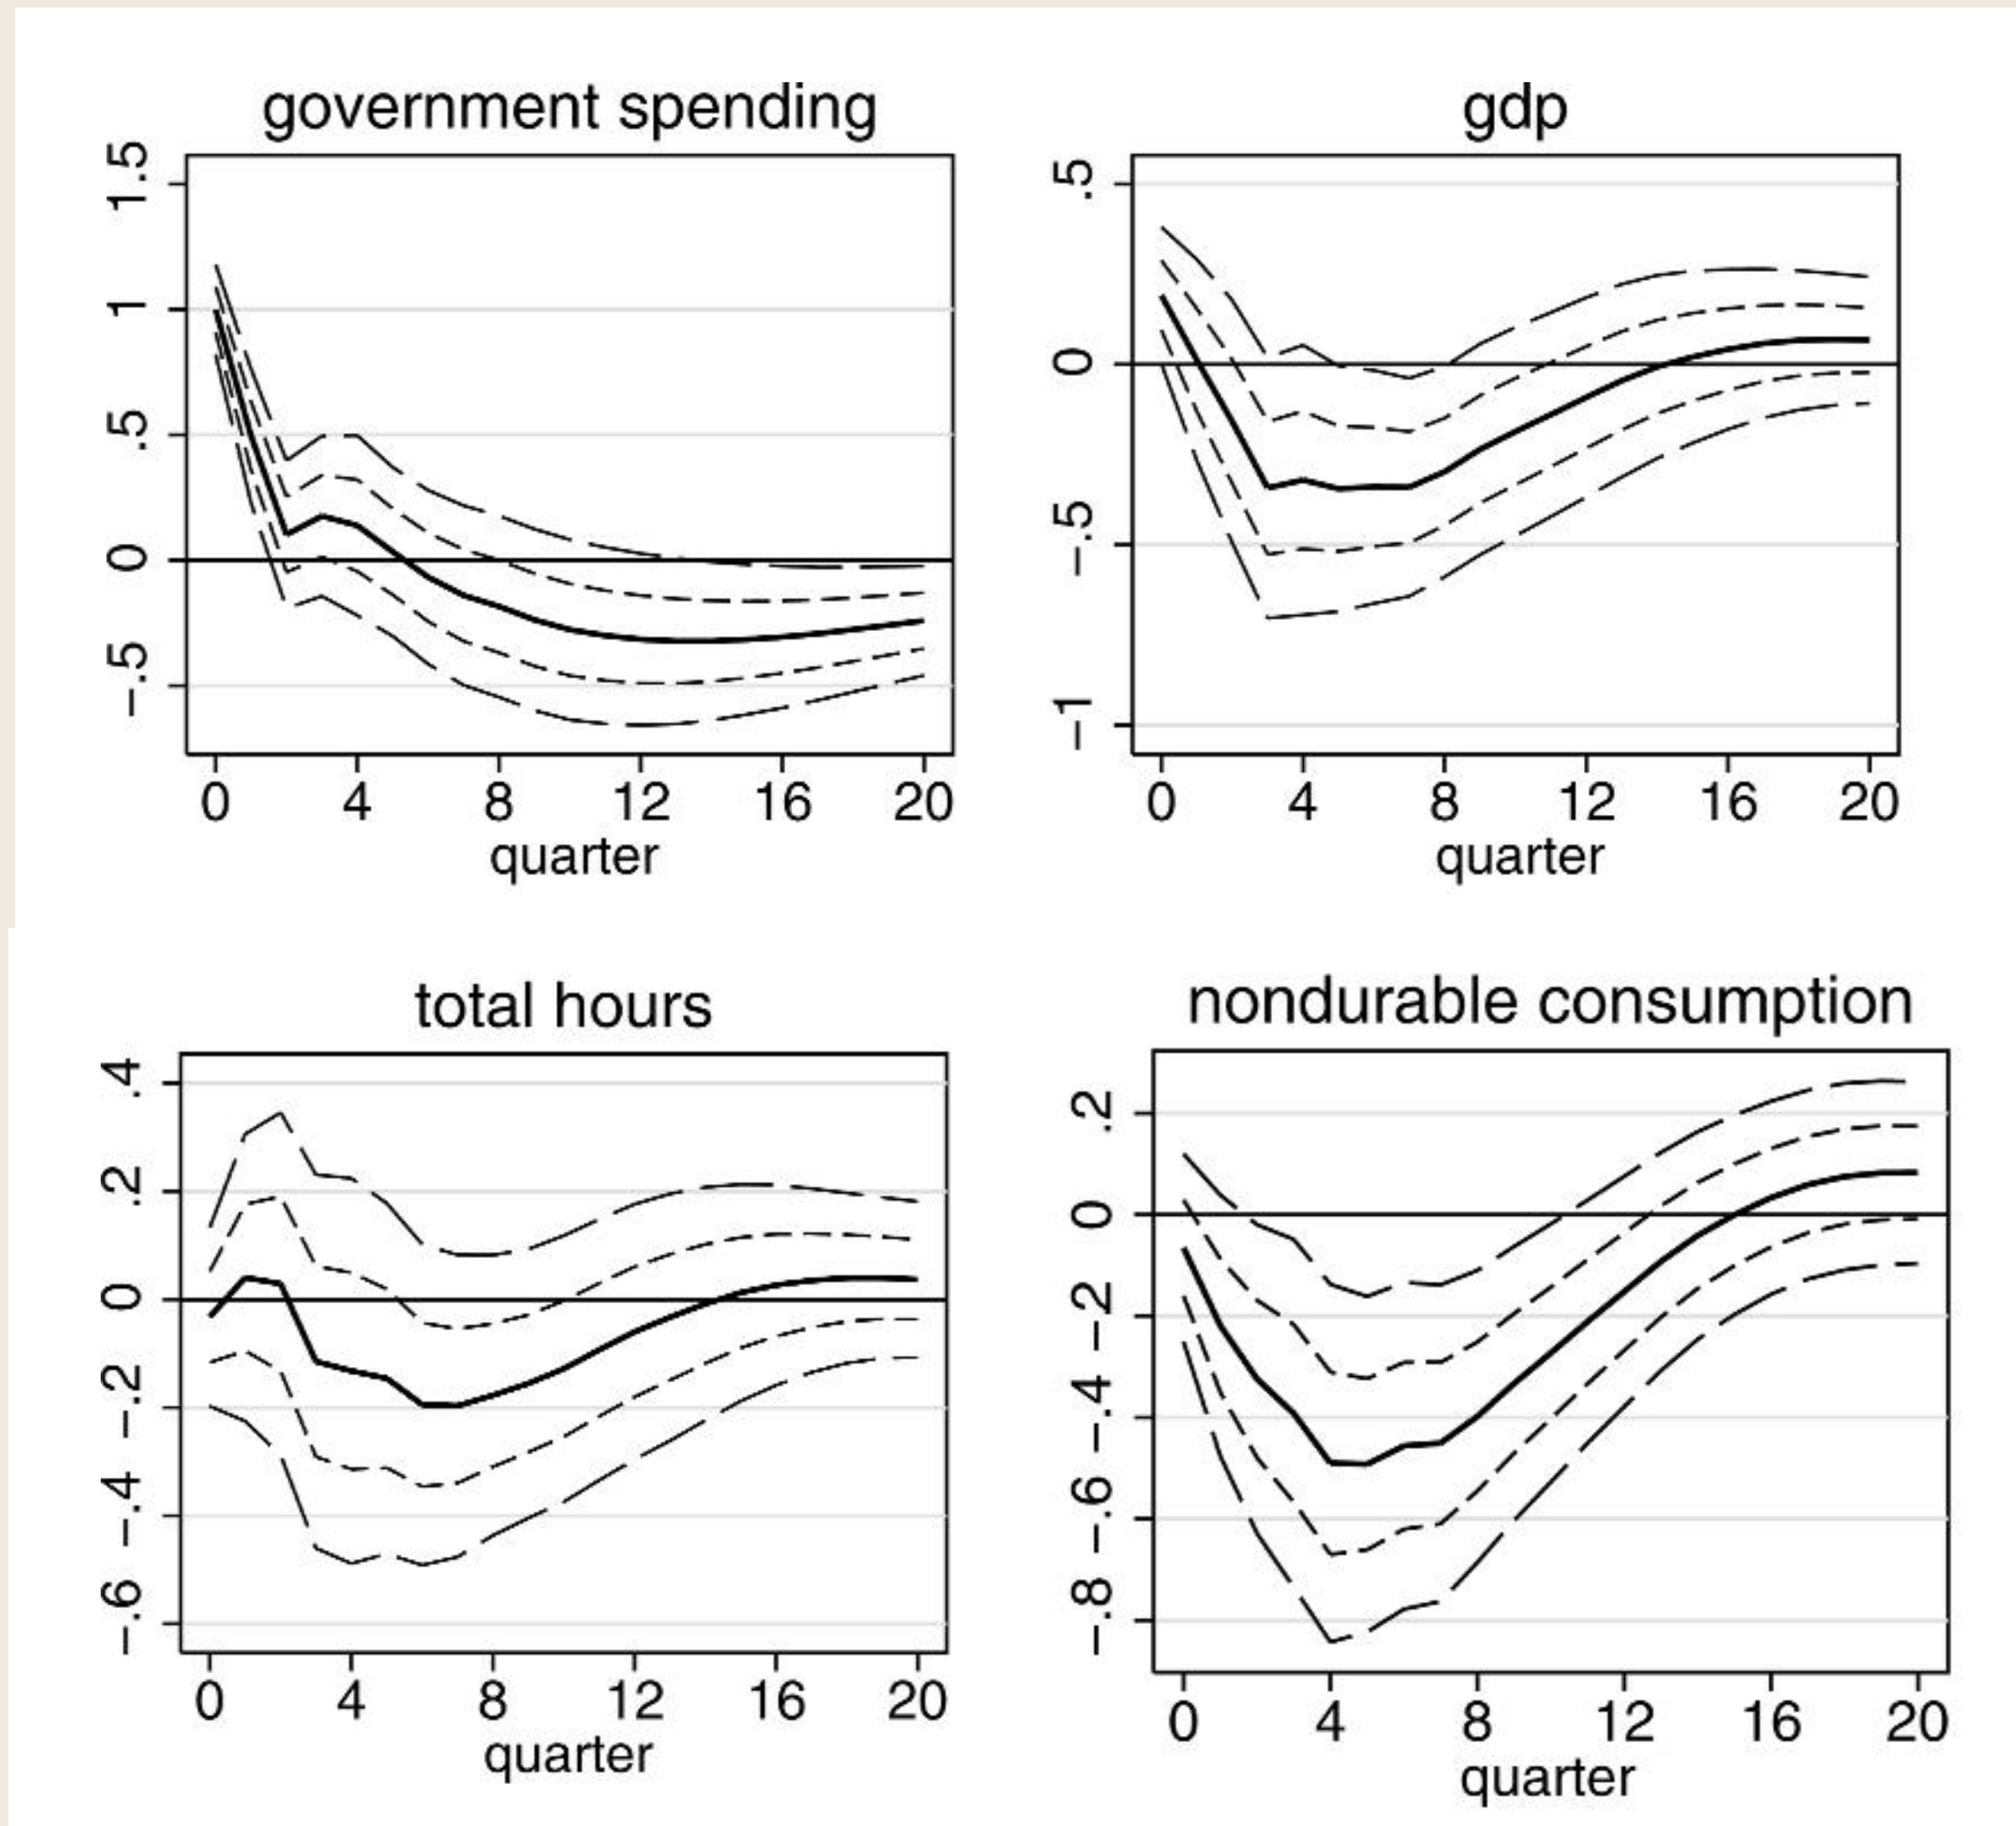 government spending
1.5
1
.5
0
−.5
0 4 8 12 16 20
quarter
gdp
.5
0
−.5
−1
0 4 8 12 16 20
quarter
total hours
.4
.2
0
−.2
−.4
−.6
0 4 8 12 16 20
quarter
nondurable consumption
.2
0
−.2
−.4
−.6
−.8
0 4 8 12 16 20
quarter